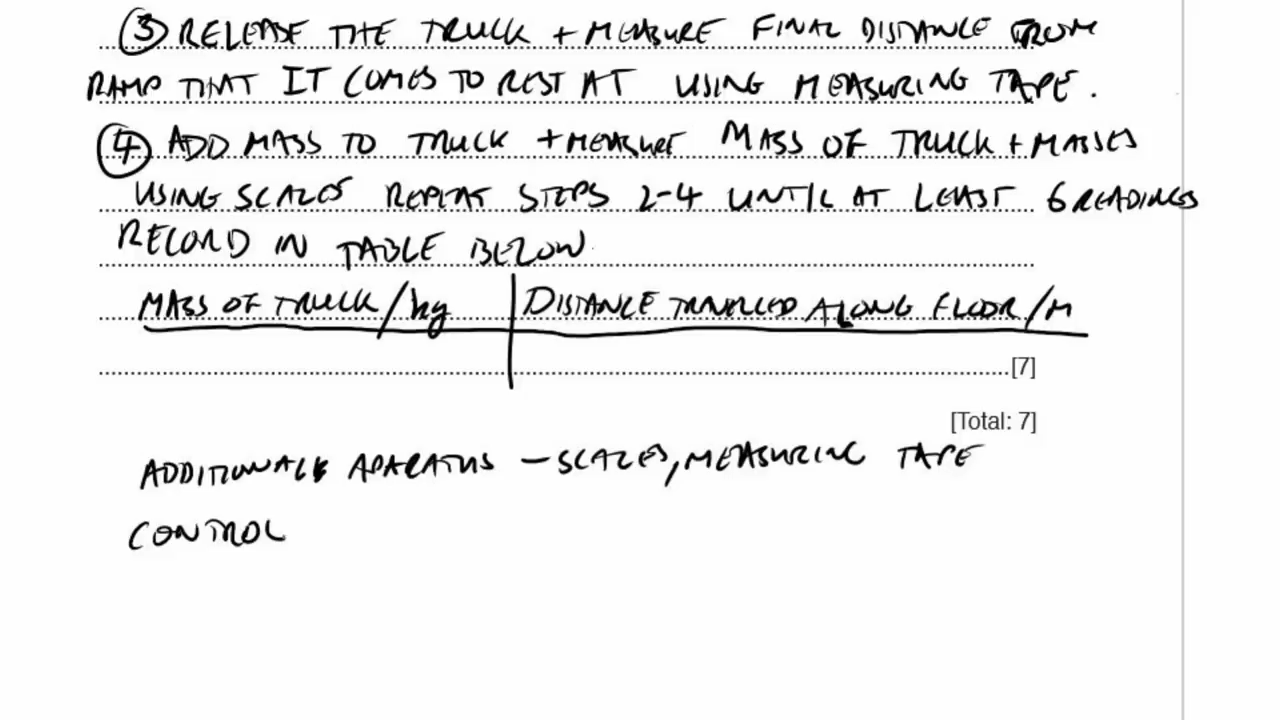 ③ RELEASE THE TRUCK + MEASURE FINAL DISTANCE FROM
RAMP THAT IT COMES TO REST AT USING MEASURING TAPE.
④ ADD MASS TO TRUCK + MEASURE MASS OF TRUCK + MASSES
USING SCALES REPEAT STEPS 2-4 UNTIL AT LEAST 6 READINGS
RECORD IN TABLE BELOW
MASS OF TRUCK/kg | DISTANCE TRAVELLED ALONG FLOOR/M
[7]
[Total: 7]
ADDITIONAL APARATUS - SCALES, MEASURING TAPE
CONTROL